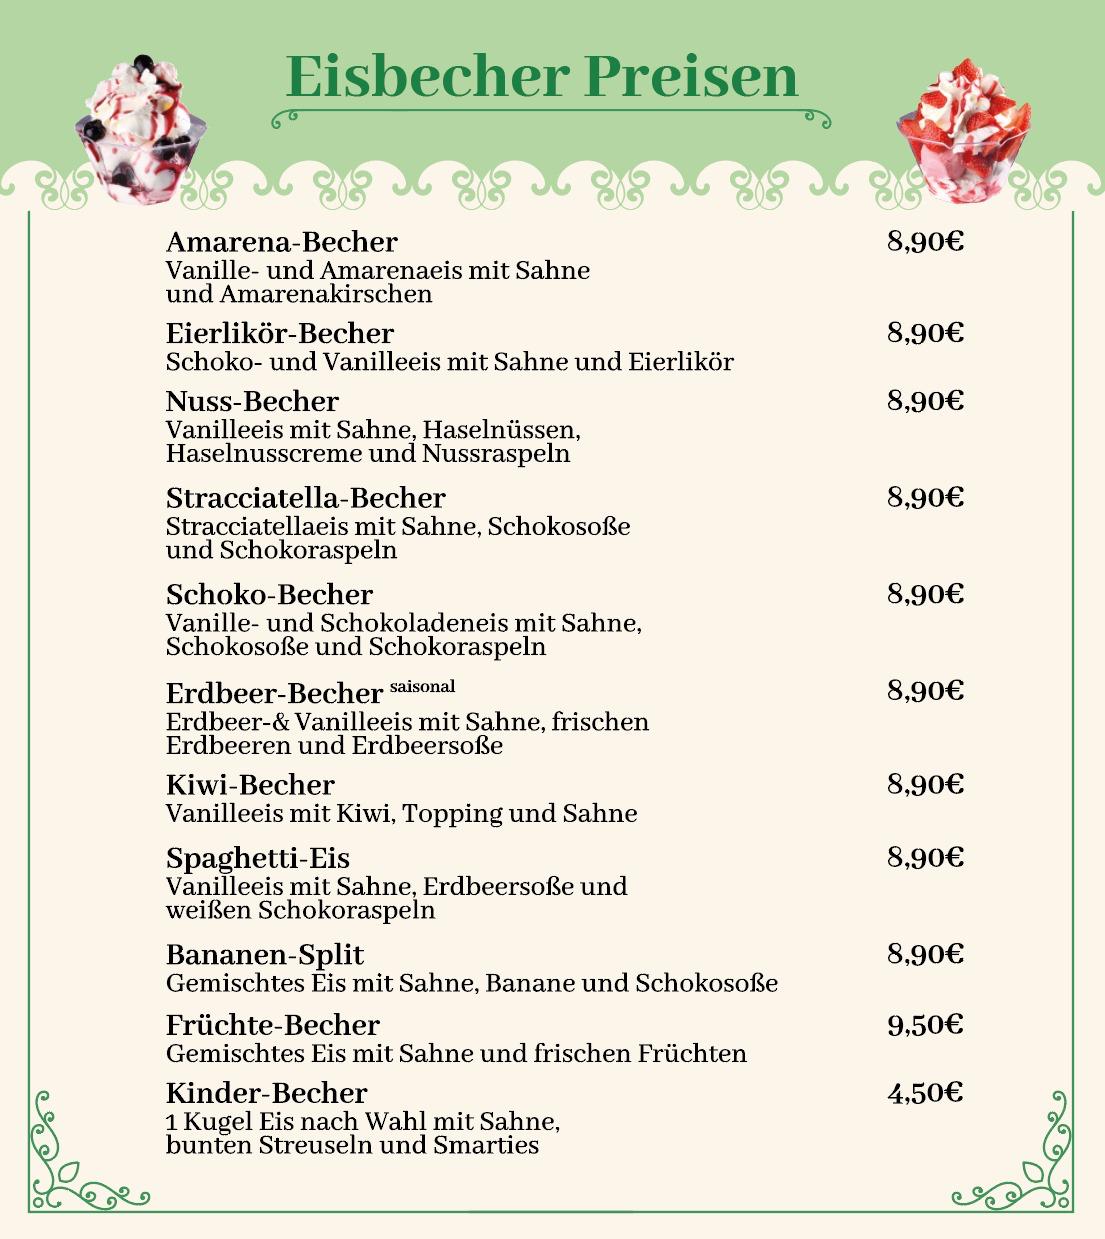 Eisbecher Preisen
Amarena-Becher 8,90€
Vanille- und Amarenaeis mit Sahne
und Amarenakirschen
Eierlikör-Becher 8,90€
Schoko- und Vanilleeis mit Sahne und Eierlikör
Nuss-Becher 8,90€
Vanilleeis mit Sahne, Haselnüssen,
Haselnusscreme und Nussraspeln
Stracciatella-Becher 8,90€
Stracciatellaeis mit Sahne, Schokosoße
und Schokoraspeln
Schoko-Becher 8,90€
Vanille- und Schokoladeneis mit Sahne,
Schokosoße und Schokoraspeln
Erdbeer-Becher saisonal 8,90€
Erdbeer-& Vanilleeis mit Sahne, frischen
Erdbeeren und Erdbeersoße
Kiwi-Becher 8,90€
Vanilleeis mit Kiwi, Topping und Sahne
Spaghetti-Eis 8,90€
Vanilleeis mit Sahne, Erdbeersoße und
weißen Schokoraspeln
Bananen-Split 8,90€
Gemischtes Eis mit Sahne, Banane und Schokosoße
Früchte-Becher 9,50€
Gemischtes Eis mit Sahne und frischen Früchten
Kinder-Becher 4,50€
1 Kugel Eis nach Wahl mit Sahne,
bunten Streuseln und Smarties